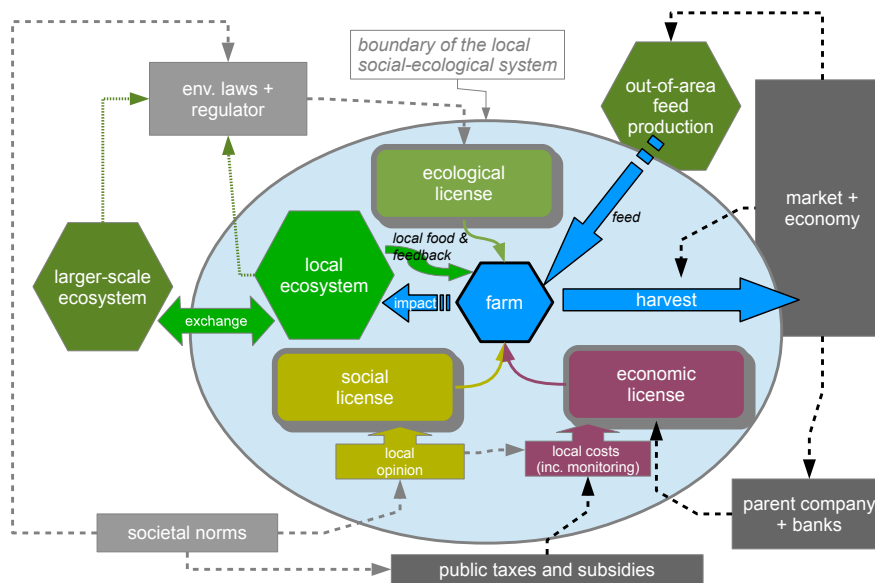 boundary of the local
social-ecological system
env. laws +
regulator
out-of-area
feed
production
ecological
license
market +
economy
local food &
feedback
feed
larger-scale
ecosystem
local
ecosystem
impact
farm
harvest
exchange
social
license
economic
license
local
opinion
local costs
(inc. monitoring)
parent company
+ banks
societal norms
public taxes and subsidies